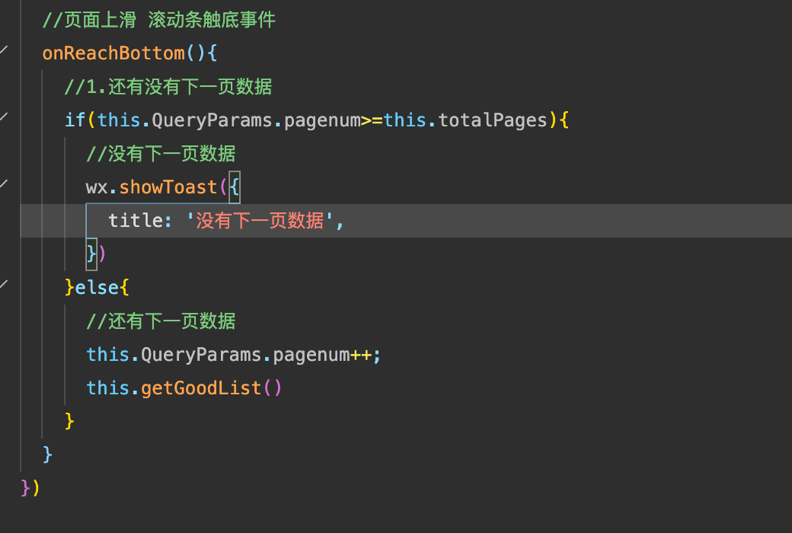 //页面上滑 滚动条触底事件
onReachBottom(){
//1.还有没有下一页数据
if(this.QueryParams.pagenum>=this.totalPages){
//没有下一页数据
wx.showToast({
title: '没有下一页数据',
})
}else{
//还有下一页数据
this.QueryParams.pagenum++;
this.getGoodList()
}
}
})